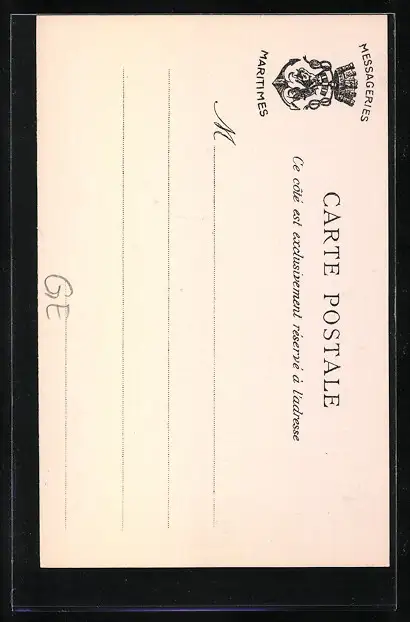 MESSAGERIES
MARITIMES
CARTE POSTALE
Ce côté est exclusivement réservé à l'adresse
M
GE